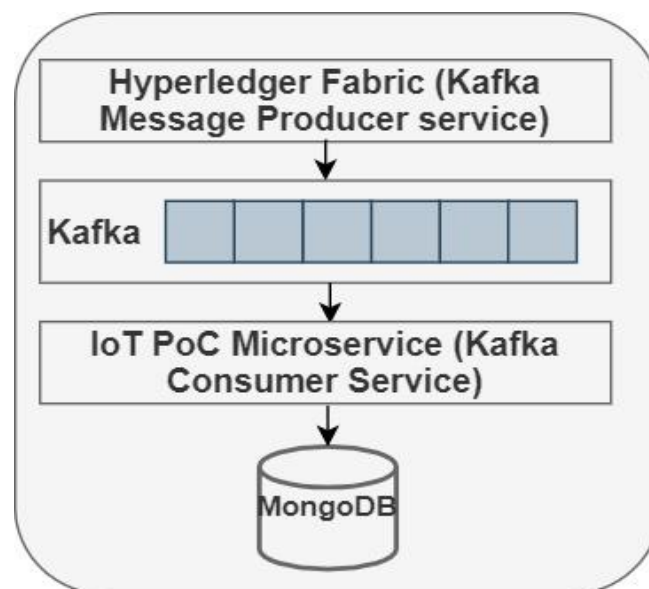 Hyperledger Fabric (Kafka
Message Producer service)
Kafka
IoT PoC Microservice (Kafka
Consumer Service)
MongoDB